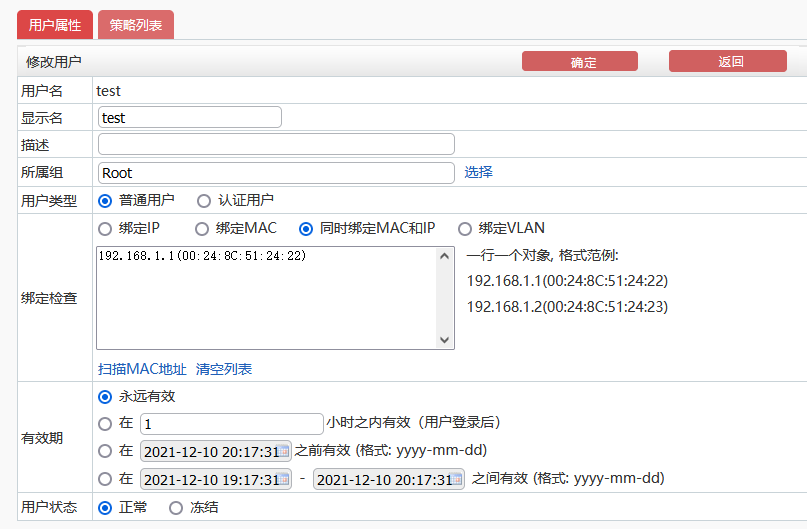 用户属性 策略列表
修改用户 确定 返回
用户名 test
显示名 test
描述
所属组 Root 选择
用户类型 普通用户 认证用户
绑定IP 绑定MAC 同时绑定MAC和IP 绑定VLAN
绑定检查
192.168.1.1(00:24:8C:51:24:22)
一行一个对象, 格式范例:
192.168.1.1(00:24:8C:51:24:22)
192.168.1.2(00:24:8C:51:24:23)
扫描MAC地址 清空列表
有效期
永远有效
在 1 小时之内有效（用户登录后）
在 2021-12-10 20:17:31 之前有效 (格式: yyyy-mm-dd)
在 2021-12-10 19:17:31 - 2021-12-10 20:17:31 之间有效 (格式: yyyy-mm-dd)
用户状态 正常 冻结